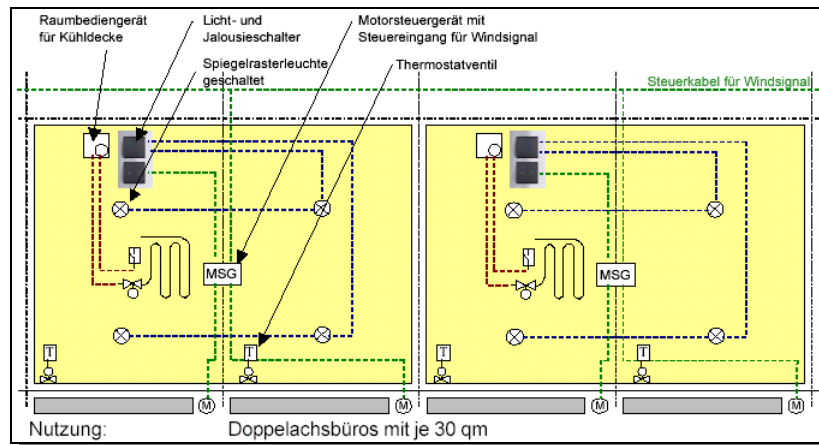 Raumbediengerät
für Kühldecke
Licht- und
Jalousieschalter
Motorsteuergerät mit
Steuereingang für Windsignal
Spiegelrasterleuchte
geschaltet
Thermostatventil
Steuerkabel für Windsignal
MSG
MSG
T
T
T
T
M
M
M
M
Nutzung: Doppelachsbüros mit je 30 qm